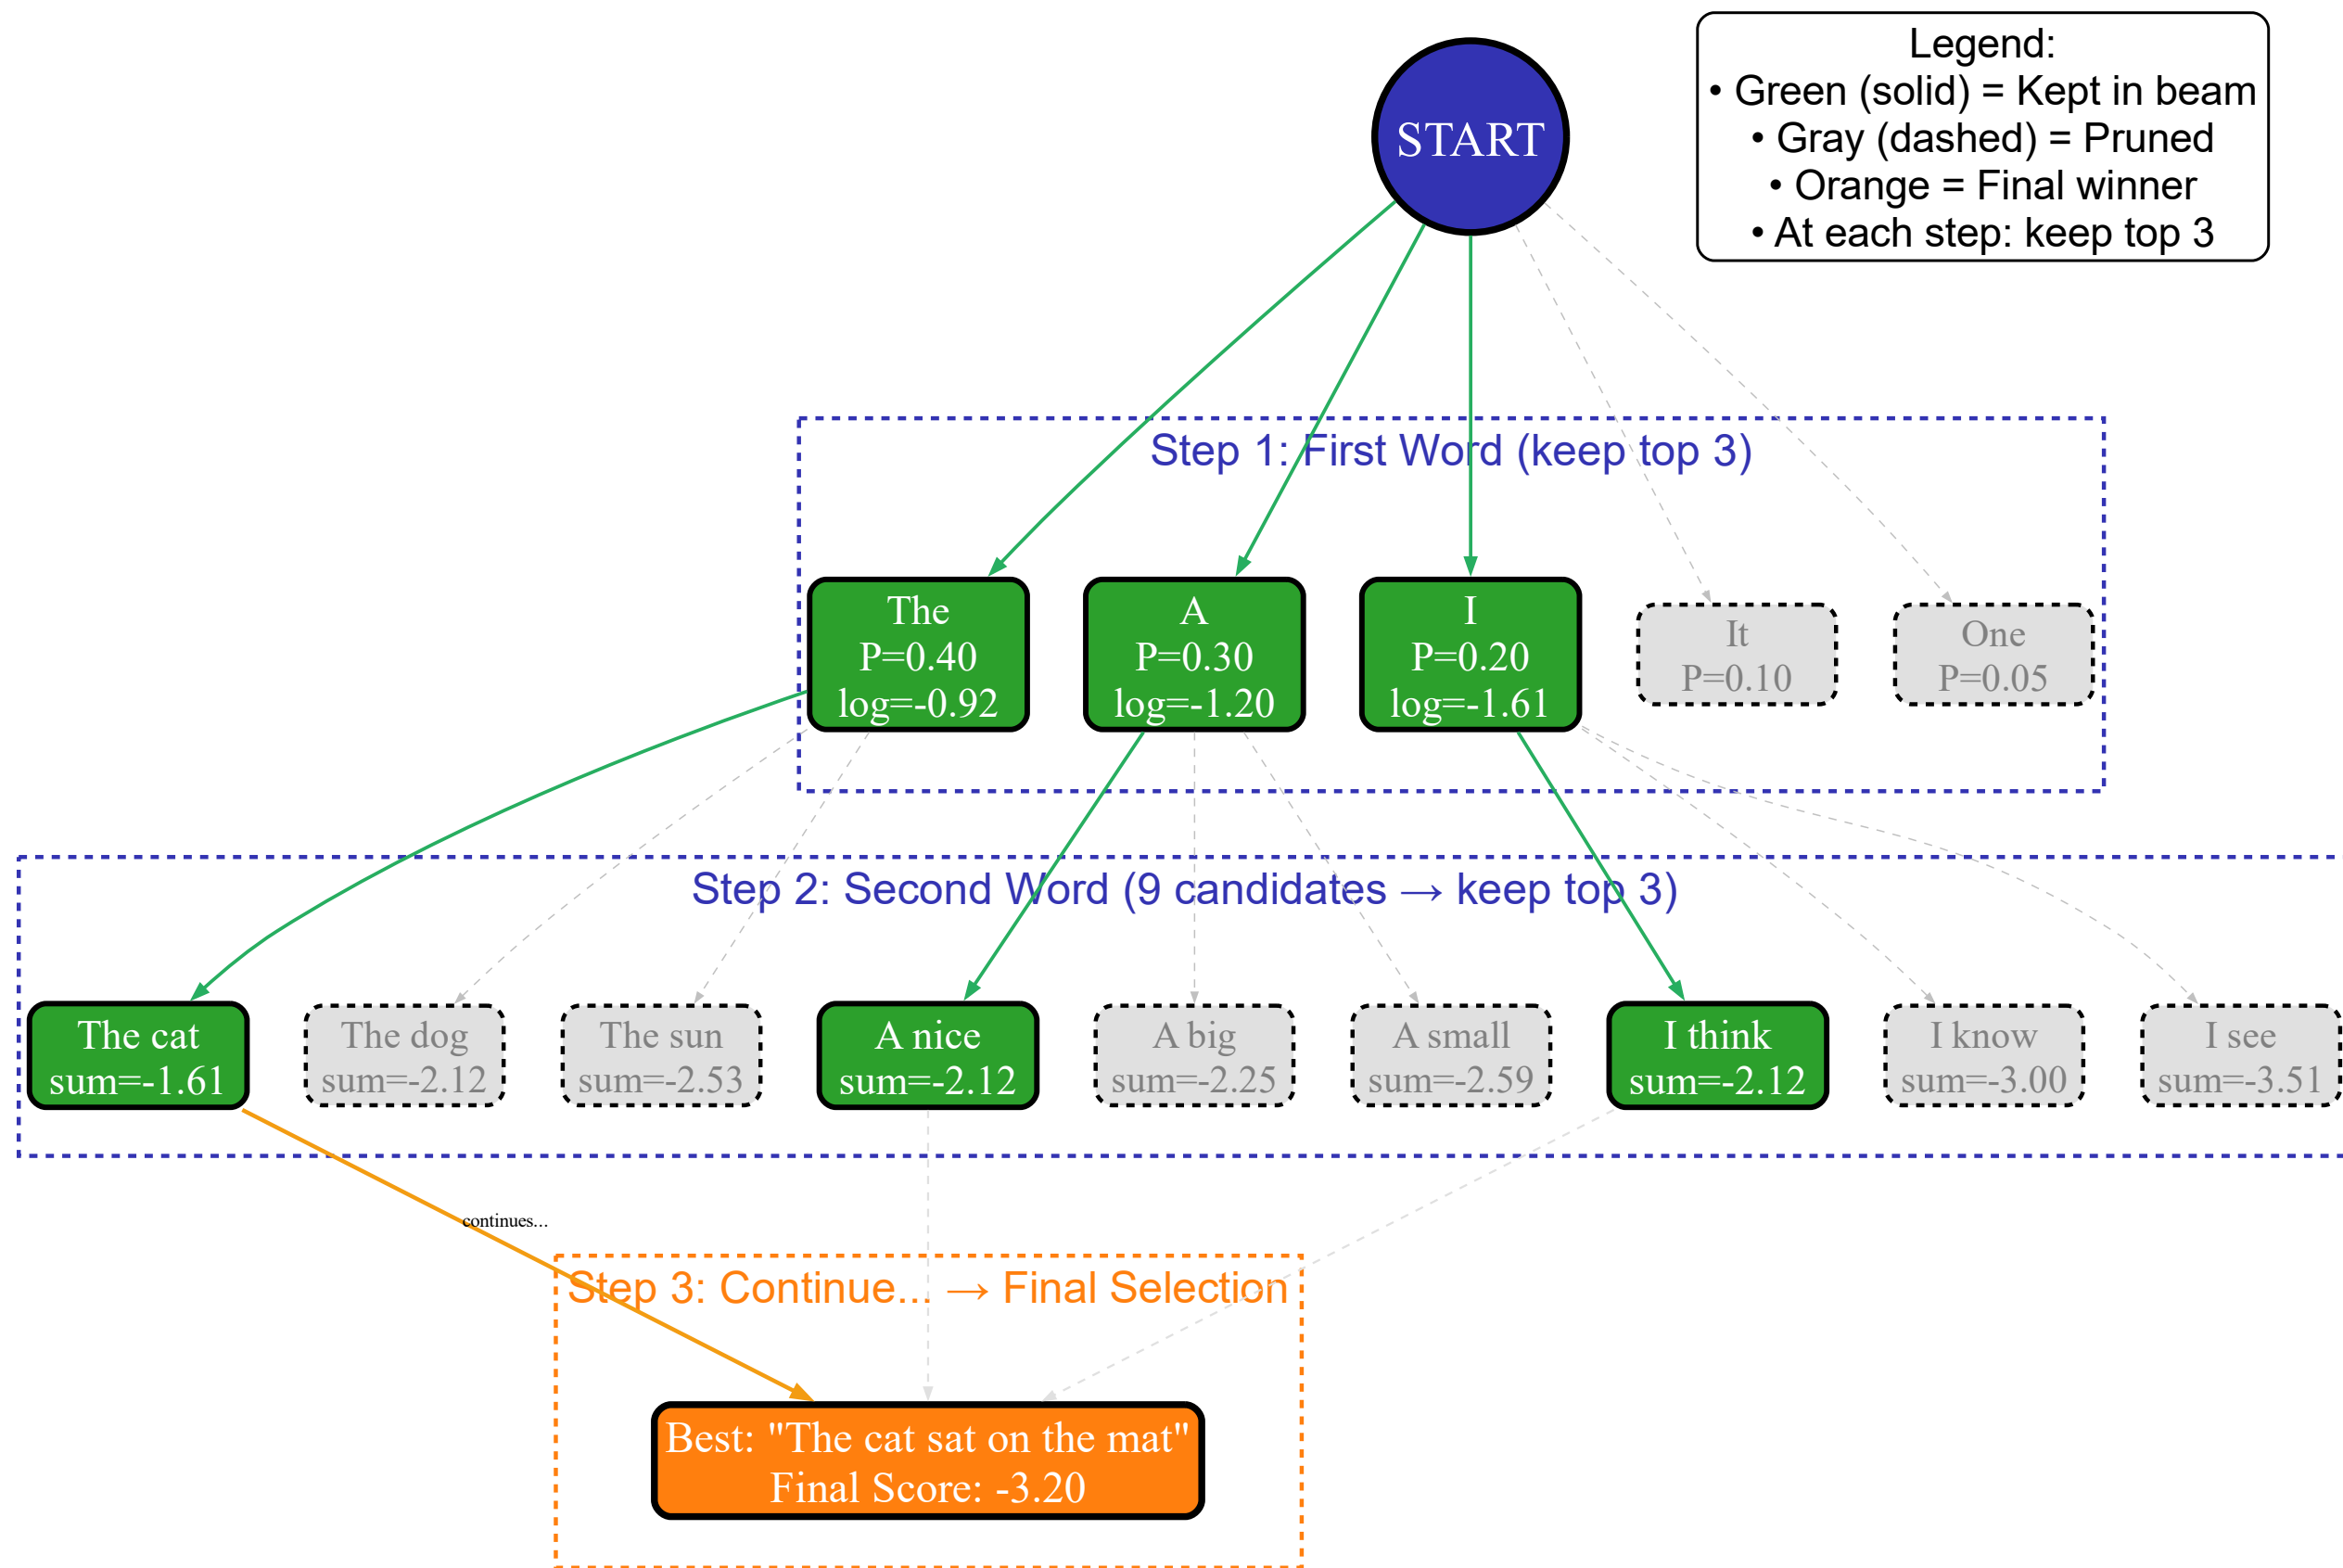 Legend:
• Green (solid) = Kept in beam
• Gray (dashed) = Pruned
• Orange = Final winner
• At each step: keep top 3
START
Step 1: First Word (keep top 3)
The
P=0.40
log=-0.92
A
P=0.30
log=-1.20
I
P=0.20
log=-1.61
It
P=0.10
One
P=0.05
Step 2: Second Word (9 candidates → keep top 3)
The cat
sum=-1.61
The dog
sum=-2.12
The sun
sum=-2.53
A nice
sum=-2.12
A big
sum=-2.25
A small
sum=-2.59
I think
sum=-2.12
I know
sum=-3.00
I see
sum=-3.51
continues...
Step 3: Continue... → Final Selection
Best: "The cat sat on the mat"
Final Score: -3.20